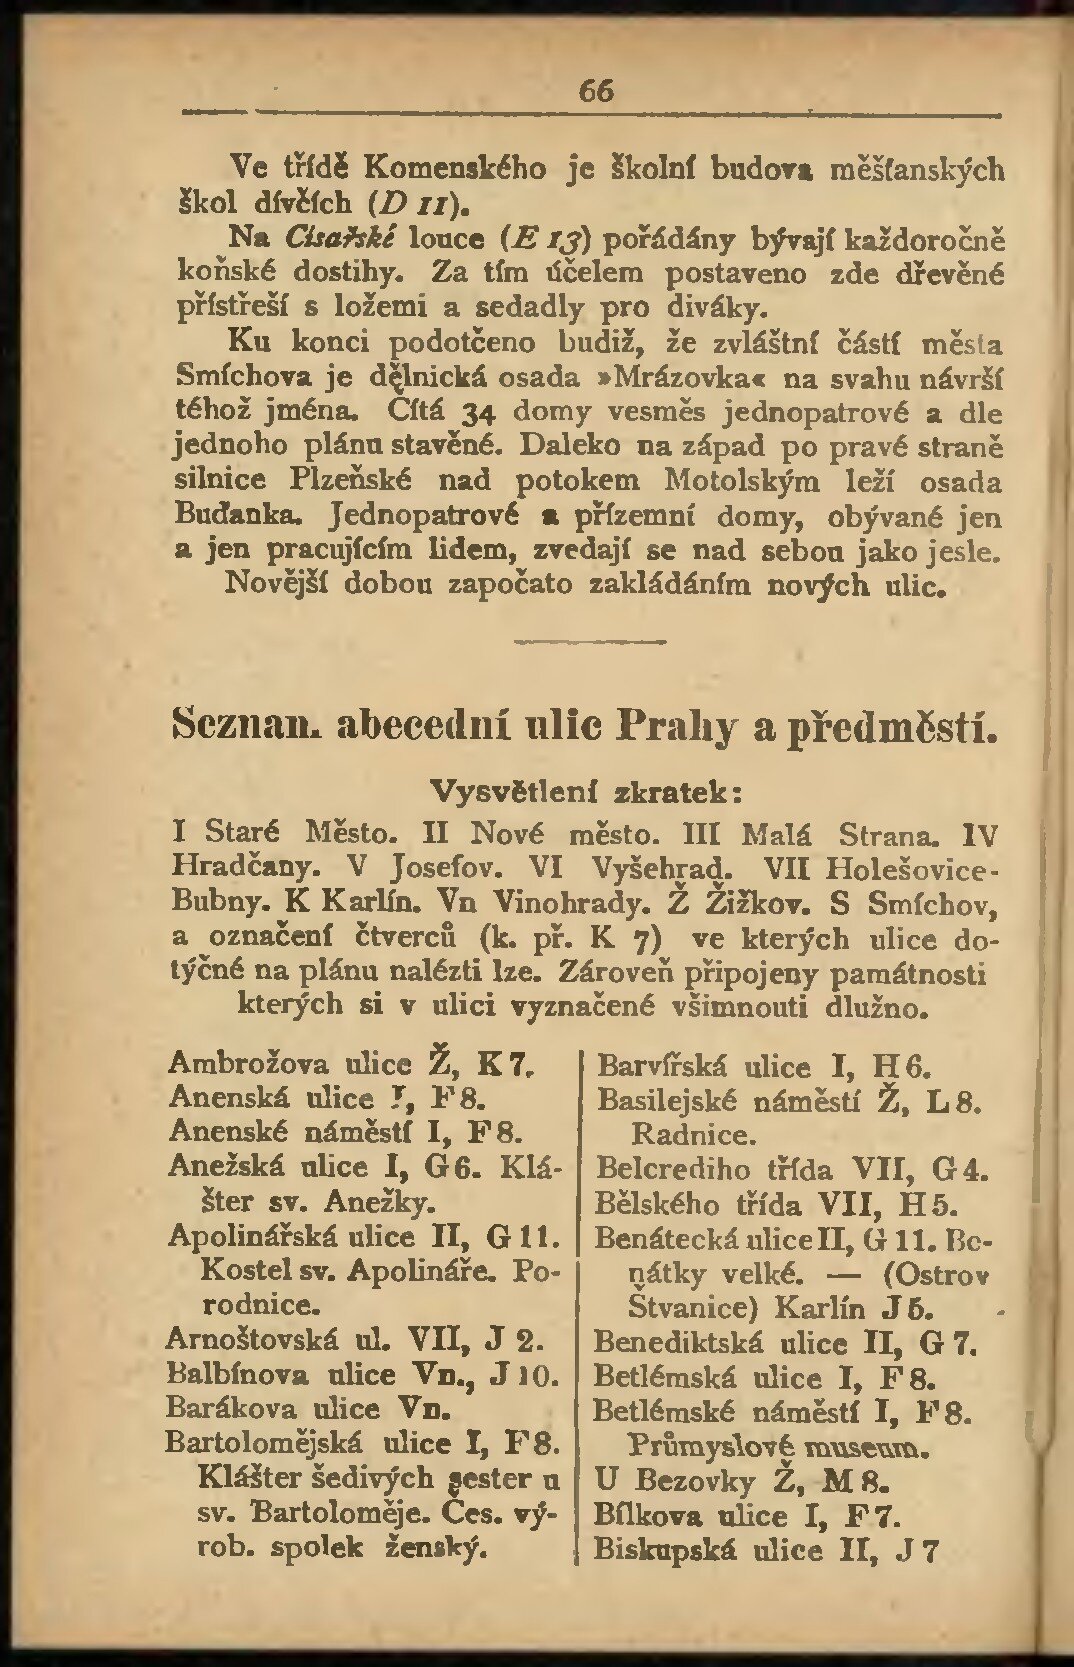 66
Ve třídě Komenského je školní budova měšťanských
škol dívčích (D 11).
Na Císařské louce (E 13) pořádány bývají každoročně
koňské dostihy. Za tím účelem postaveno zde dřevěné
přístřeší s ložemi a sedadly pro diváky.
Ku konci podotčeno budiž, že zvláštní částí města
Smíchova je dělnická osada »Mrázovka« na svahu návrší
téhož jména. Čítá 34 domy vesměs jednopatrové a dle
jednoho plánu stavěné. Daleko na západ po pravé straně
silnice Plzeňské nad potokem Motolským leží osada
Buďanka. Jednopatrové a přízemní domy, obývané jen
a jen pracujícím lidem, zvedají se nad sebou jako jesle.
Novější dobou započato zakládáním nových ulic.
Seznam abecední ulic Prahy a předměstí.
Vysvětlení zkratek:
I Staré Město. II Nové město. III Malá Strana. IV
Hradčany. V Josefov. VI Vyšehrad. VII Holešovice-
Bubny. K Karlín. Vn Vinohrady. Ž Žižkov. S Smíchov,
a označení čtverců (k. př. K 7) ve kterých ulice do-
týčné na plánu nalézti lze. Zároveň připojeny památnosti
kterých si v ulici vyznačené všimnouti dlužno.
Ambrožova ulice Ž, K 7.
Anenská ulice I, F 8.
Anenské náměstí I, F 8.
Anežská ulice I, G 6. Klá-
šter sv. Anežky.
Apolinářská ulice II, G 11.
Kostel sv. Apolináře. Po-
rodnice.
Arnoštovská ul. VII, J 2.
Balbínova ulice Vn., J 10.
Barákova ulice Vn.
Bartolomějská ulice I, F 8.
Klášter šedivých sester u
sv. Bartoloměje. Čes. vý-
rob. spolek ženský.
Barvířská ulice I, H 6.
Basilejské náměstí Ž, L 8.
Radnice.
Belcrediho třída VII, G 4.
Bělského třída VII, H 5.
Benátecká ulice II, G 11. Be-
nátky velké. — (Ostrov
Štvanice) Karlín J 5.
Benediktská ulice II, G 7.
Betlémská ulice I, F 8.
Betlémské náměstí I, F 8.
Průmyslové museum.
U Bezovky Ž, M 8.
Bílkova ulice I, F 7.
Biskupská ulice II, J 7